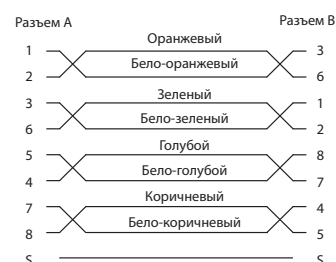 Разъем A Разъем B
Оранжевый
1 3
Бело-оранжевый
2 6
Зеленый
3 1
Бело-зеленый
6 2
Голубой
5 8
Бело-голубой
4 7
Коричневый
7 4
Бело-коричневый
8 5
S S